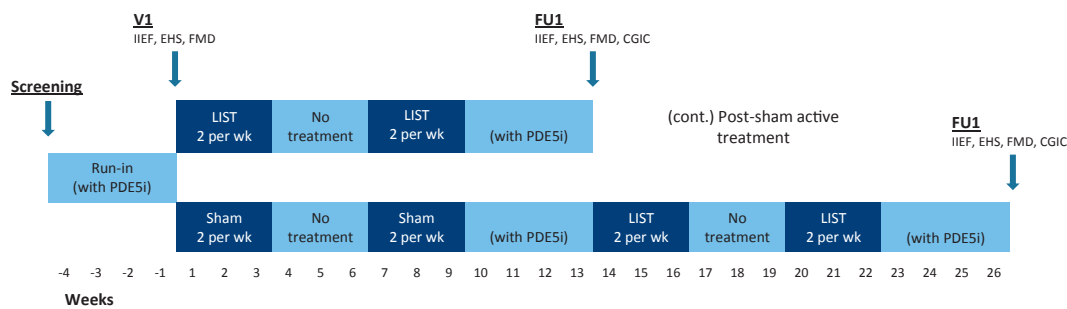 V1
IIEF, EHS, FMD
FU1
IIEF, EHS, FMD, CGIC
Screening
LIST
2 per wk
No
treatment
LIST
2 per wk
(with PDE5i)
(cont.) Post-sham active
treatment
FU1
IIEF, EHS, FMD, CGIC
Run-in
(with PDE5i)
Sham
2 per wk
No
treatment
Sham
2 per wk
(with PDE5i)
LIST
2 per wk
No
treatment
LIST
2 per wk
(with PDE5i)
-4 -3 -2 -1 1 2 3 4 5 6 7 8 9 10 11 12 13 14 15 16 17 18 19 20 21 22 23 24 25 26
Weeks